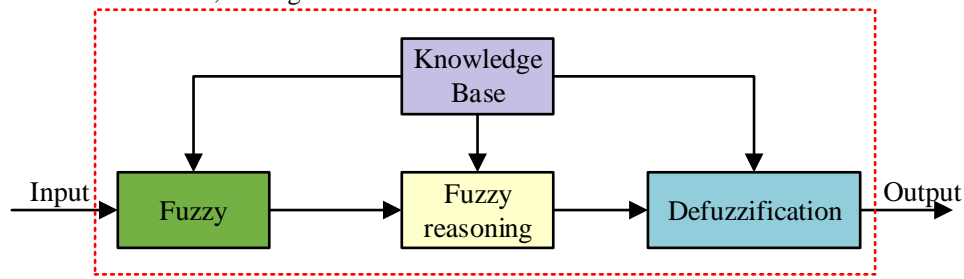 Knowledge
Base
Input
Fuzzy
Fuzzy
reasoning
Defuzzification
Output